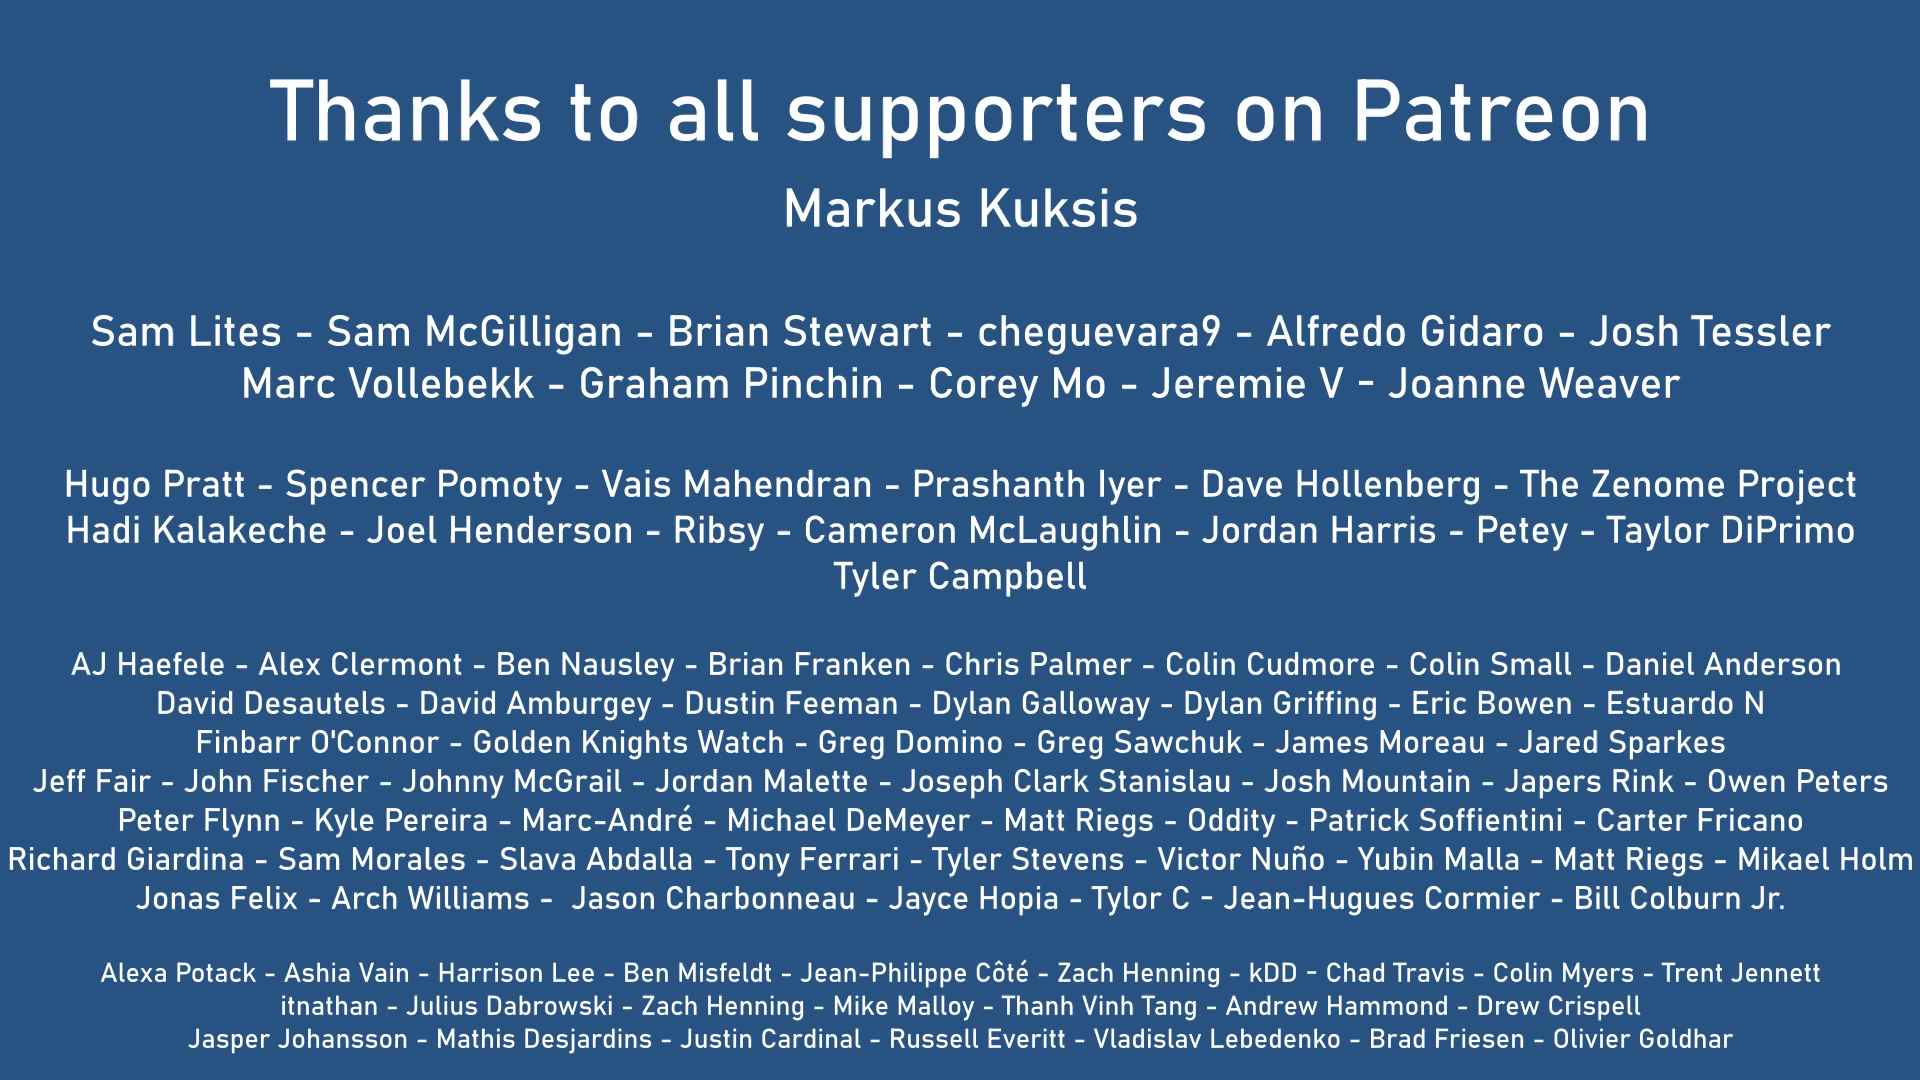 Thanks to all supporters on Patreon
Markus Kuksis
Sam Lites - Sam McGilligan - Brian Stewart - cheguevara9 - Alfredo Gidaro - Josh Tessler
Marc Vollebekk - Graham Pinchin - Corey Mo - Jeremie V - Joanne Weaver
Hugo Pratt - Spencer Pomoty - Vais Mahendran - Prashanth Iyer - Dave Hollenberg - The Zenome Project
Hadi Kalakeche - Joel Henderson - Ribsy - Cameron McLaughlin - Jordan Harris - Petey - Taylor DiPrimo
Tyler Campbell
AJ Haefele - Alex Clermont - Ben Nausley - Brian Franken - Chris Palmer - Colin Cudmore - Colin Small - Daniel Anderson
David Desautels - David Amburgey - Dustin Feeman - Dylan Galloway - Dylan Griffing - Eric Bowen - Estuardo N
Finbarr O'Connor - Golden Knights Watch - Greg Domino - Greg Sawchuk - James Moreau - Jared Sparkes
Jeff Fair - John Fischer - Johnny McGrail - Jordan Malette - Joseph Clark Stanislau - Josh Mountain - Japers Rink - Owen Peters
Peter Flynn - Kyle Pereira - Marc-André - Michael DeMeyer - Matt Riegs - Oddity - Patrick Soffientini - Carter Fricano
Richard Giardina - Sam Morales - Slava Abdalla - Tony Ferrari - Tyler Stevens - Victor Nuño - Yubin Malla - Matt Riegs - Mikael Holm
Jonas Felix - Arch Williams -  Jason Charbonneau - Jayce Hopia - Tylor C - Jean-Hugues Cormier - Bill Colburn Jr.
Alexa Potack - Ashia Vain - Harrison Lee - Ben Misfeldt - Jean-Philippe Côté - Zach Henning - kDD - Chad Travis - Colin Myers - Trent Jennett
itnathan - Julius Dabrowski - Zach Henning - Mike Malloy - Thanh Vinh Tang - Andrew Hammond - Drew Crispell
Jasper Johansson - Mathis Desjardins - Justin Cardinal - Russell Everitt - Vladislav Lebedenko - Brad Friesen - Olivier Goldhar